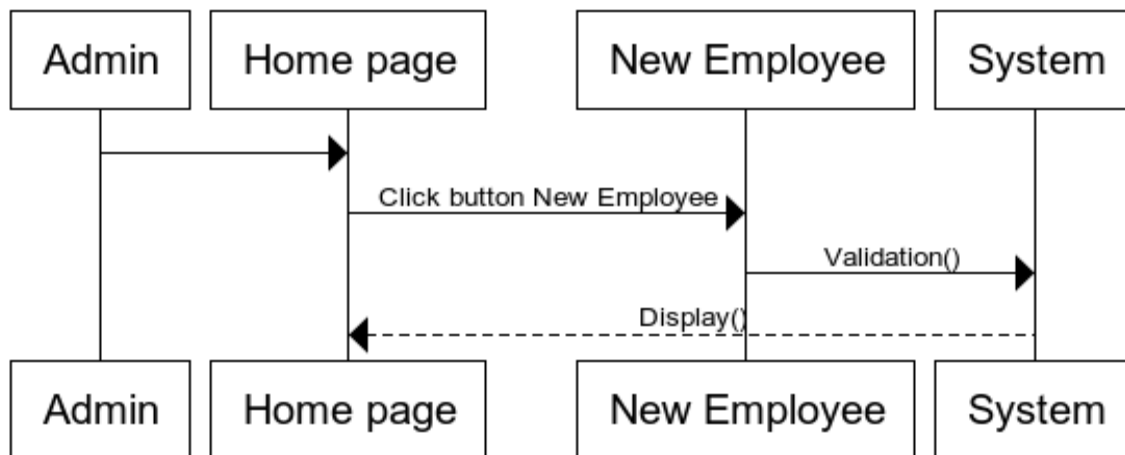 Admin
Home page
New Employee
System
Click button New Employee
Validation()
Display()
Admin
Home page
New Employee
System